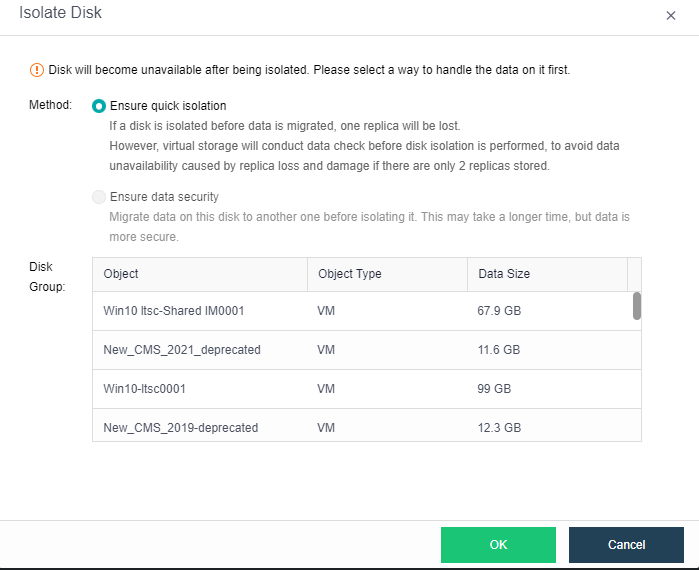 Isolate Disk
Disk will become unavailable after being isolated. Please select a way to handle the data on it first.
Method: Ensure quick isolation
If a disk is isolated before data is migrated, one replica will be lost.
However, virtual storage will conduct data check before disk isolation is performed, to avoid data
unavailability caused by replica loss and damage if there are only 2 replicas stored.
Ensure data security
Migrate data on this disk to another one before isolating it. This may take a longer time, but data is
more secure.
Disk
Group:
Object Object Type Data Size
Win10 ltsc-Shared IM0001 VM 67.9 GB
New_CMS_2021_deprecated VM 11.6 GB
Win10-ltsc0001 VM 99 GB
New_CMS_2019-deprecated VM 12.3 GB
OK Cancel